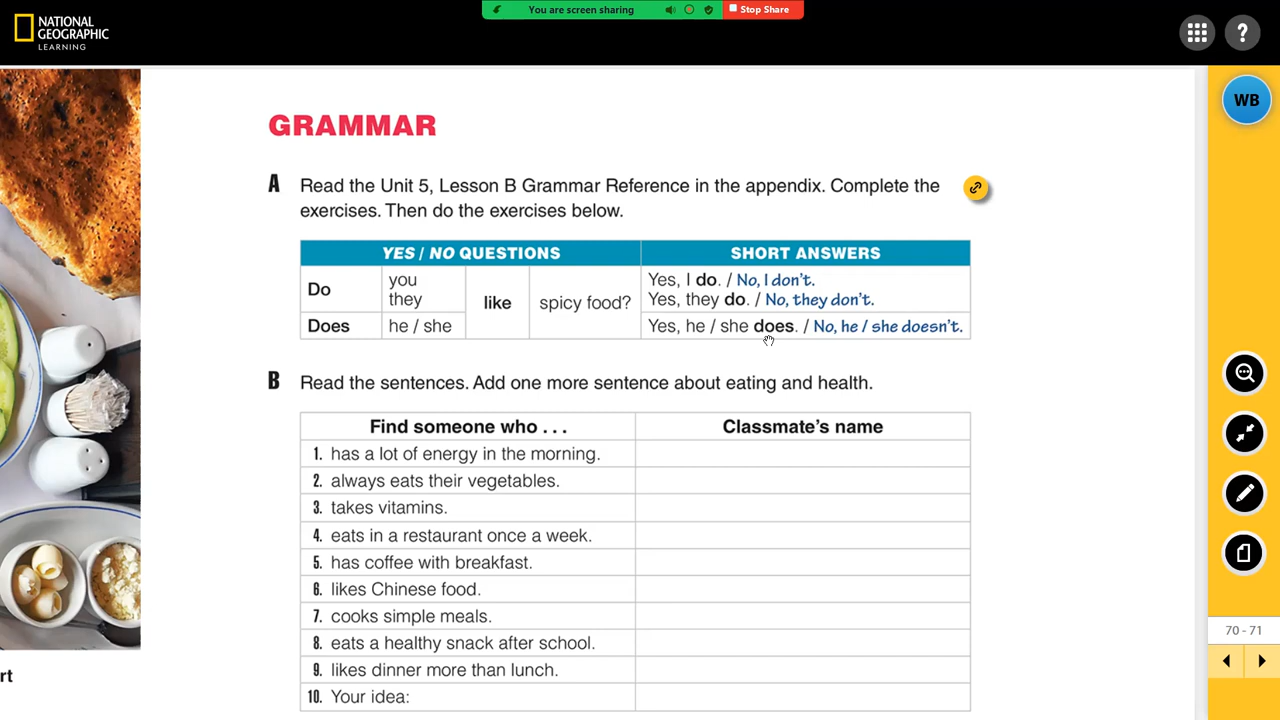 You are screen sharing
Stop Share
NATIONAL
GEOGRAPHIC
LEARNING
?
WB
GRAMMAR
A Read the Unit 5, Lesson B Grammar Reference in the appendix. Complete the
exercises. Then do the exercises below.
YES / NO QUESTIONS SHORT ANSWERS
Do you like spicy food? Yes, I do. / No, I don't.
they Yes, they do. / No, they don't.
Does he / she Yes, he / she does. / No, he / she doesn't.
B Read the sentences. Add one more sentence about eating and health.
Find someone who . . . Classmate's name
1. has a lot of energy in the morning.
2. always eats their vegetables.
3. takes vitamins.
4. eats in a restaurant once a week.
5. has coffee with breakfast.
6. likes Chinese food.
7. cooks simple meals.
8. eats a healthy snack after school.
9. likes dinner more than lunch.
10. Your idea:
70 - 71
rt